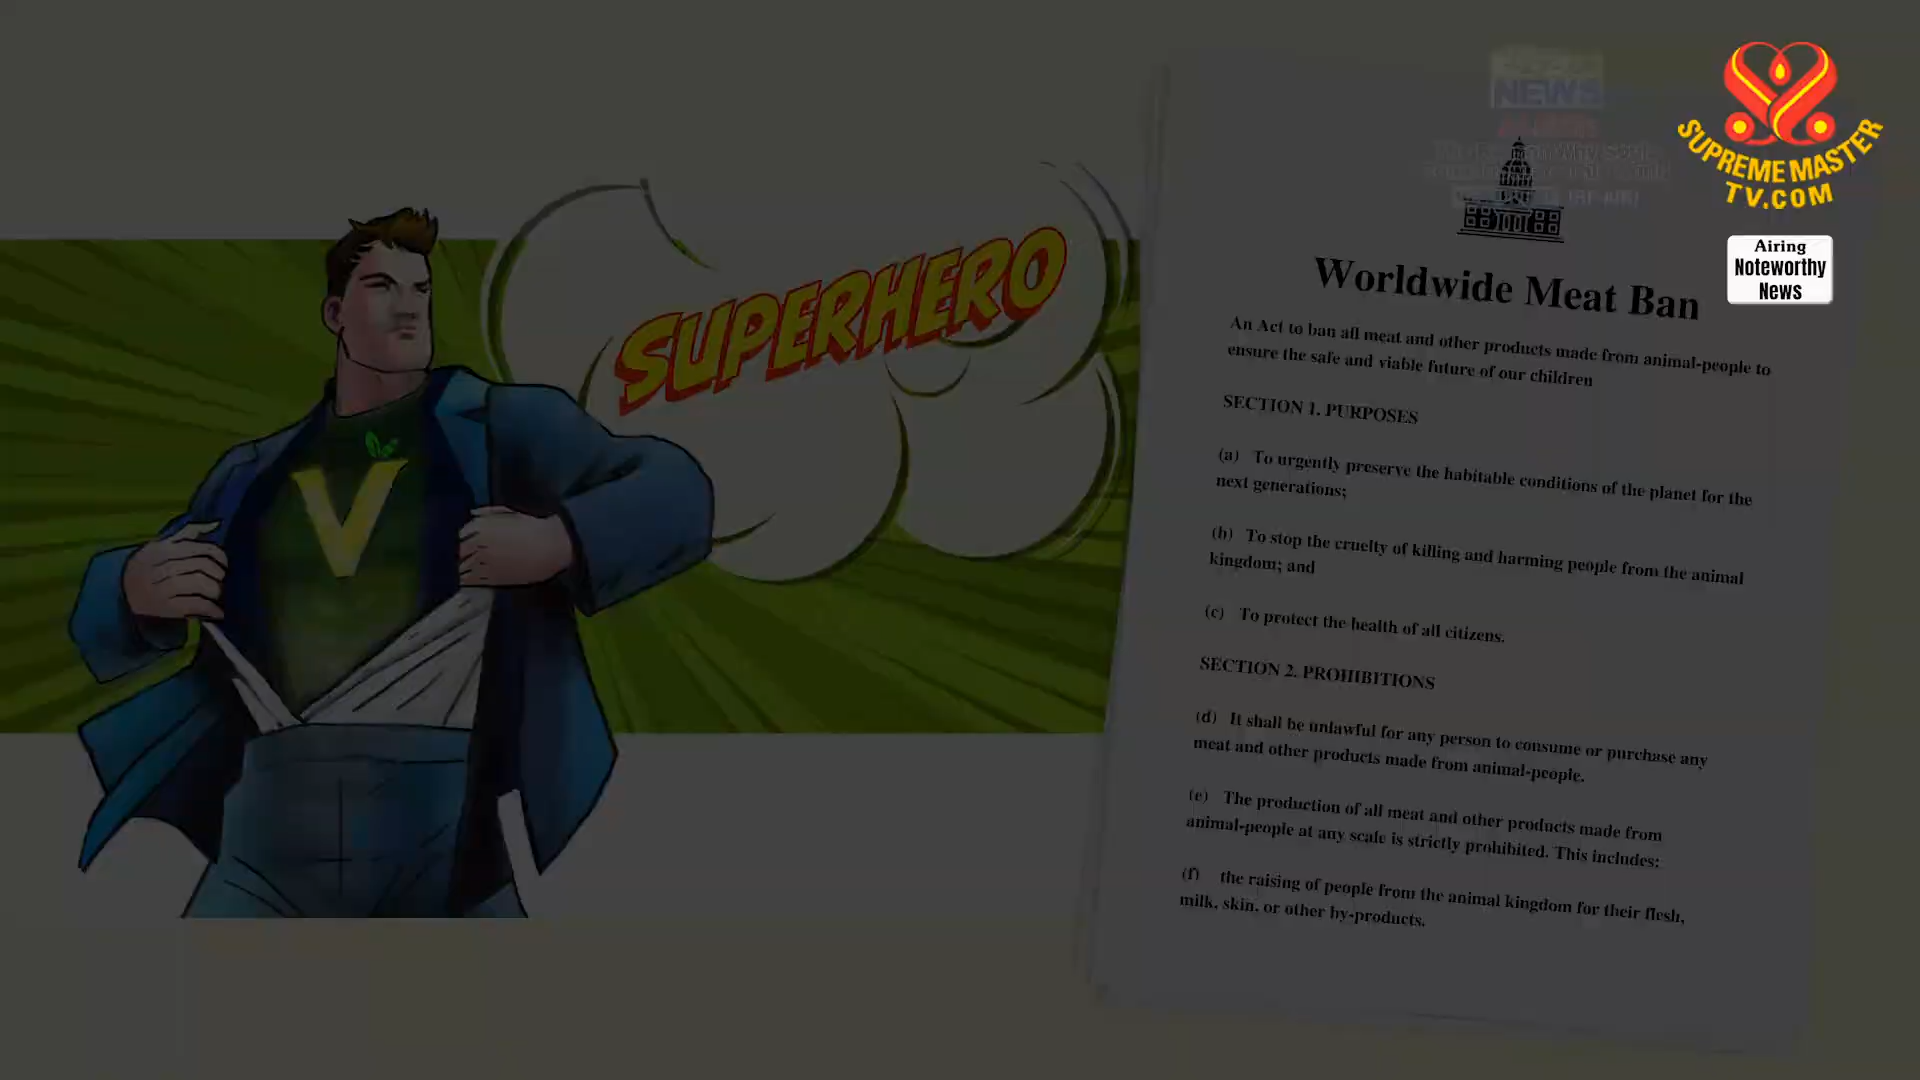 SUPERHERO
V
NEWS
SUPREME MASTER
TV.COM
Airing
Noteworthy
News
Worldwide Meat Ban
An Act to ban all meat and other products made from animal-people to
ensure the safe and viable future of our children
SECTION 1. PURPOSES
(a) To urgently preserve the habitable conditions of the planet for the
next generations;
(b) To stop the cruelty of killing and harming people from the animal
kingdom; and
(c) To protect the health of all citizens.
SECTION 2. PROHIBITIONS
(d) It shall be unlawful for any person to consume or purchase any
meat and other products made from animal-people.
(e) The production of all meat and other products made from
animal-people at any scale is strictly prohibited. This includes:
(f) the raising of people from the animal kingdom for their flesh,
milk, skin, or other by-products.